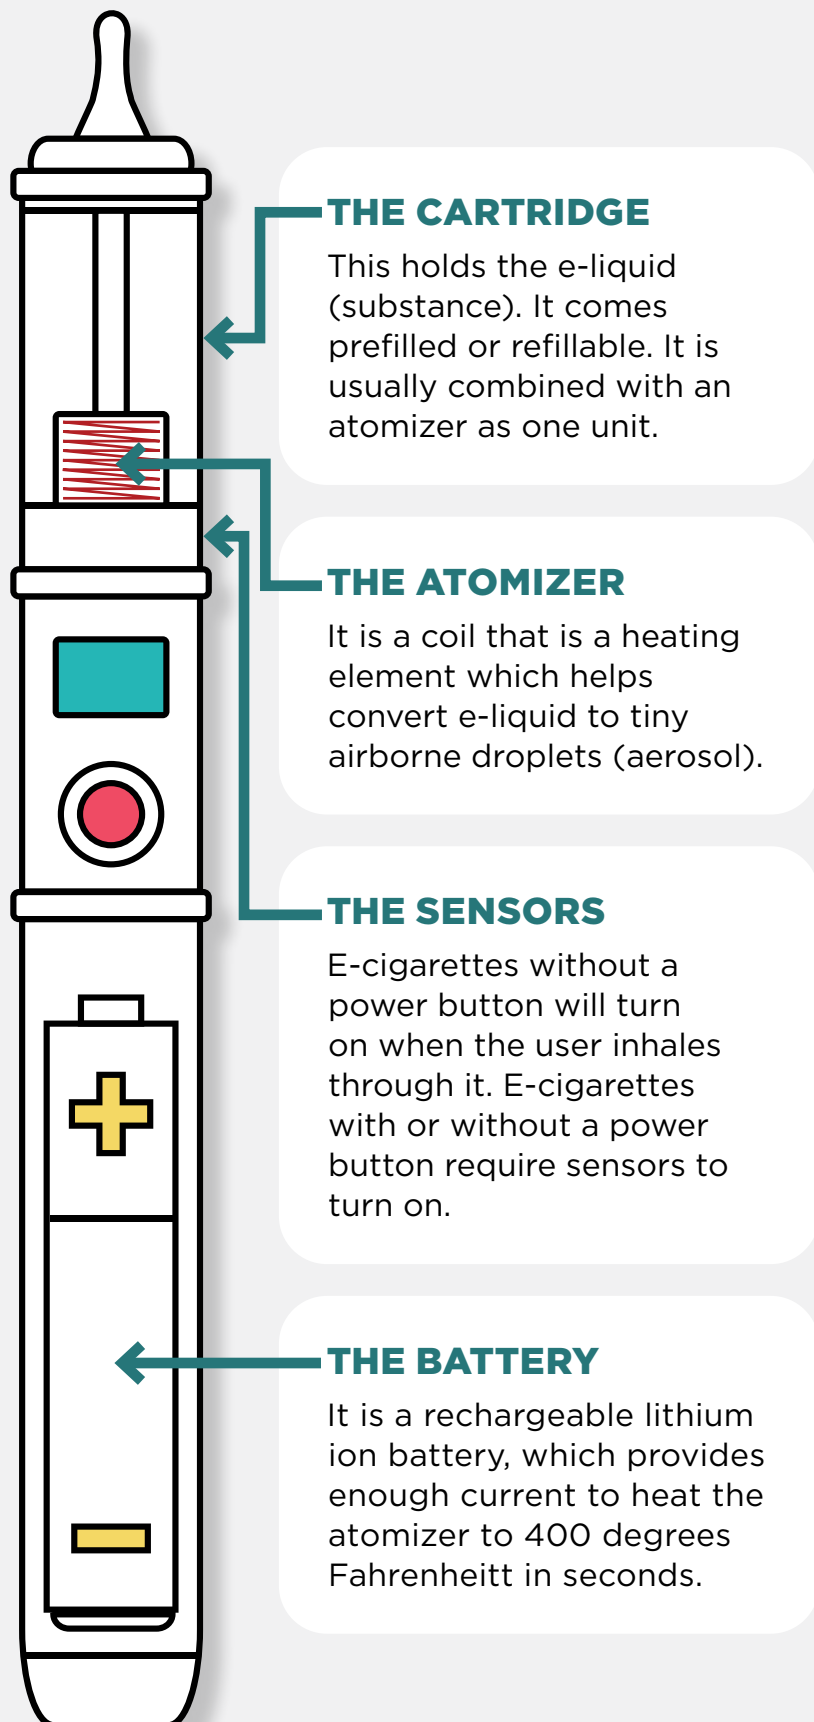 THE CARTRIDGE
This holds the e-liquid
(substance). It comes
prefilled or refillable. It is
usually combined with an
atomizer as one unit.
THE ATOMIZER
It is a coil that is a heating
element which helps
convert e-liquid to tiny
airborne droplets (aerosol).
THE SENSORS
E-cigarettes without a
power button will turn
on when the user inhales
through it. E-cigarettes
with or without a power
button require sensors to
turn on.
THE BATTERY
It is a rechargeable lithium
ion battery, which provides
enough current to heat the
atomizer to 400 degrees
Fahrenheitt in seconds.